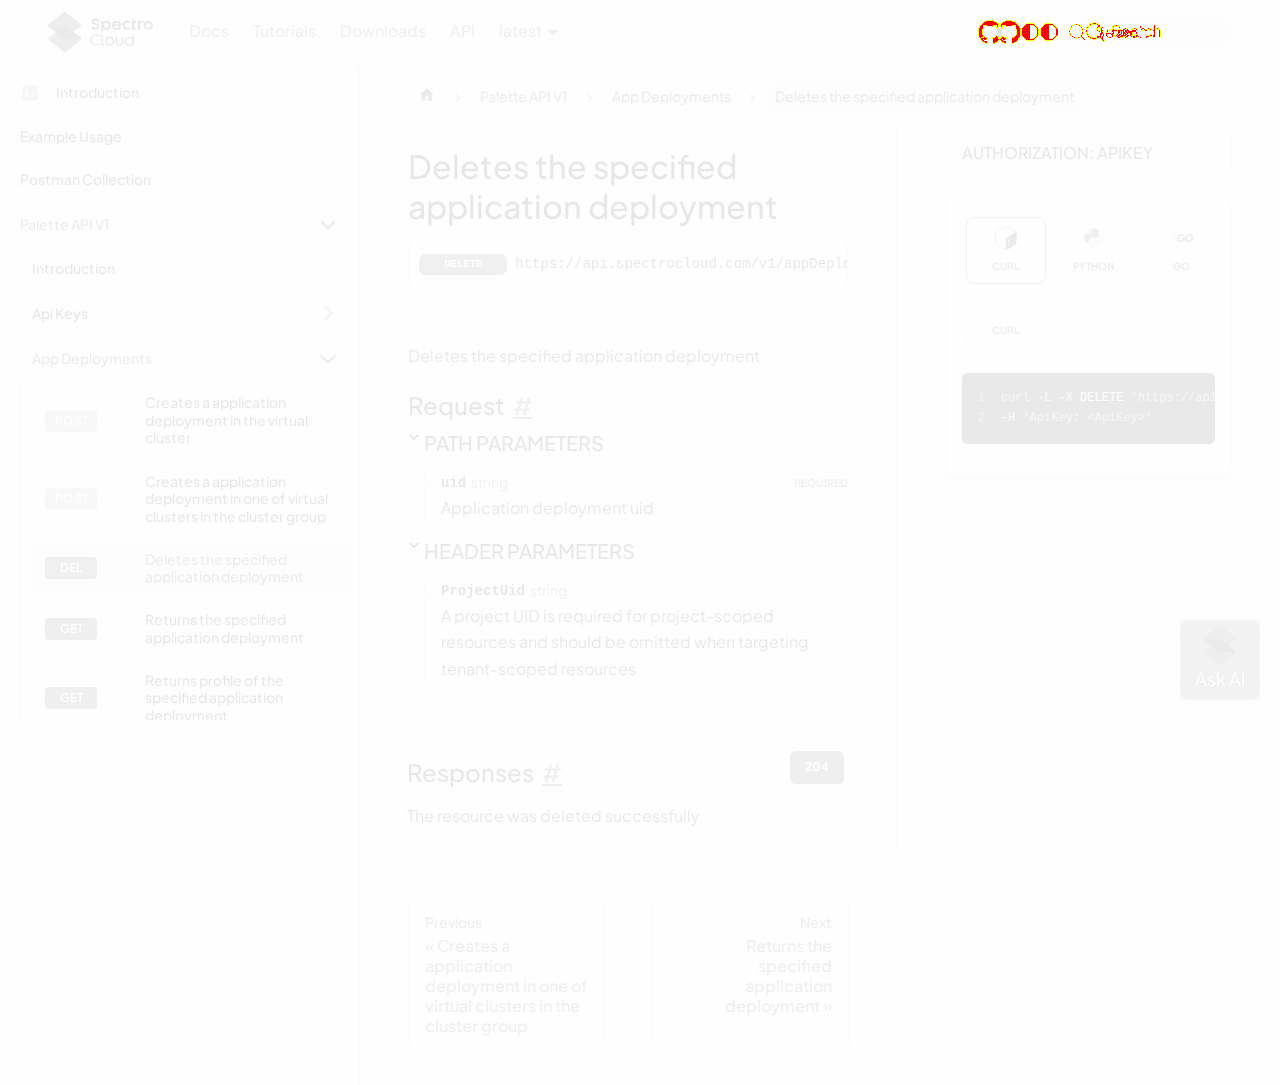 Spectro
Cloud
Docs
Tutorials
Downloads
API
latest
Introduction
Example Usage
Postman Collection
Palette API V1
Introduction
Api Keys
App Deployments
POST
Creates a application
deployment in the virtual
cluster
POST
Creates a application
deployment in one of virtual
clusters in the cluster group
DEL
Deletes the specified
application deployment
GET
Returns the specified
application deployment
GET
Returns profile of the
specified application
deployment
Palette API V1
App Deployments
Deletes the specified application deployment
Deletes the specified
application deployment
DELETE
https://api.spectrocloud.com/v1/appDeplo
Deletes the specified application deployment
Request #
PATH PARAMETERS
uid string
REQUIRED
Application deployment uid
HEADER PARAMETERS
ProjectUid string
A project UID is required for project-scoped
resources and should be omitted when targeting
tenant-scoped resources
Responses #
204
The resource was deleted successfully
Previous
« Creates a
application
deployment in one of
virtual clusters in the
cluster group
Next
Returns the
specified
application
deployment »
AUTHORIZATION: APIKEY
CURL
PYTHON
GO
GO
CURL
1 curl -L -X DELETE 'https://api
2 -H 'ApiKey: <ApiKey>'
Ask AI